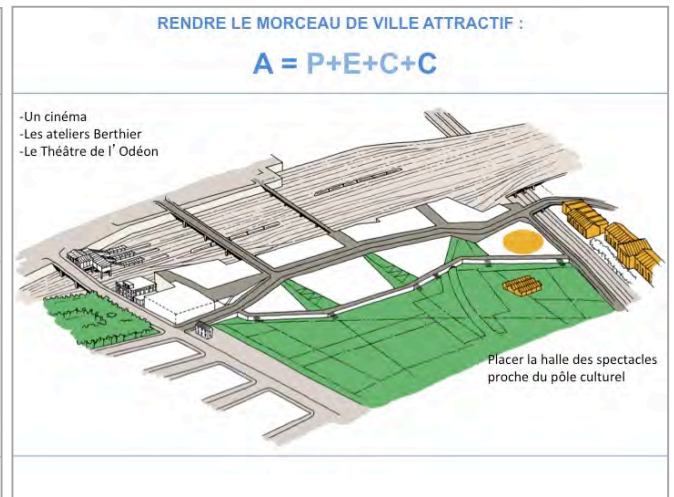 RENDRE LE MORCEAU DE VILLE ATTRACTIF :
A = P+E+C+C
-Un cinéma
-Les ateliers Berthier
-Le Théâtre de l’ Odéon
Placer la halle des spectacles
proche du pôle culturel